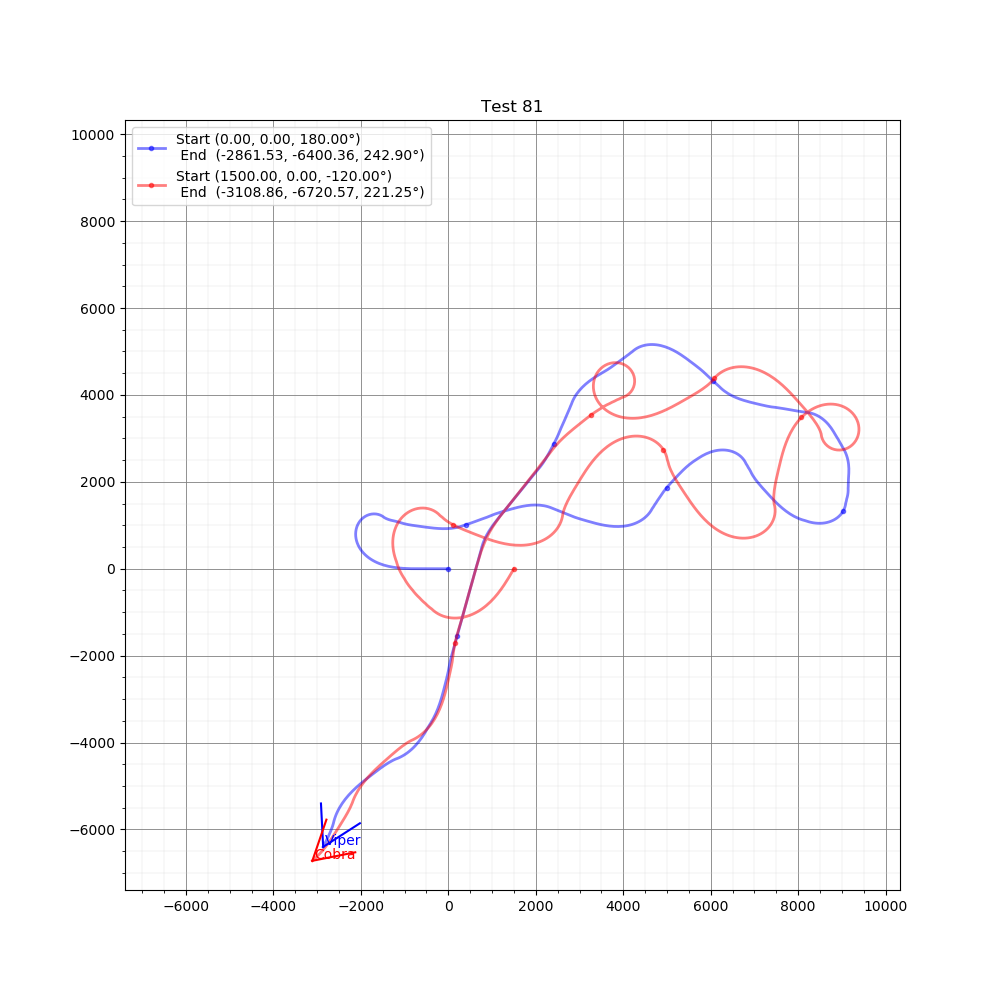 Test 81
Start (0.00, 0.00, 180.00°)
End  (-2861.53, -6400.36, 242.90°)
Start (1500.00, 0.00, -120.00°)
End  (-3108.86, -6720.57, 221.25°)
10000
8000
6000
4000
2000
0
−2000
−4000
−6000
Viper
Cobra
−6000 −4000 −2000 0 2000 4000 6000 8000 10000